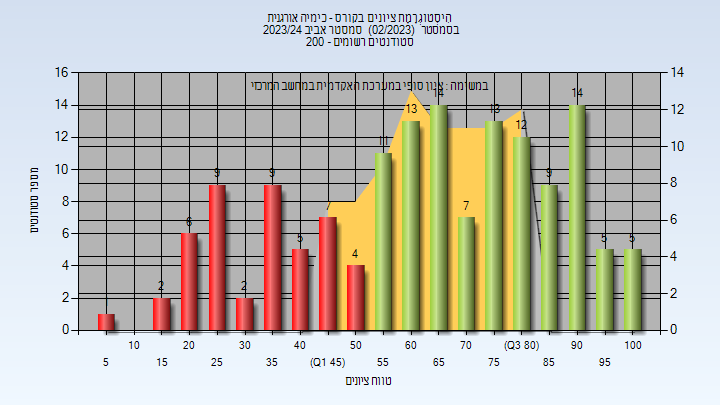 היסטוגרמת ציונים בקורס - כימיה אורגנית
בסמסטר (02/2023) סמסטר אביב 2023/24
סטודנטים רשומים - 200
במשימה : ציון סופי במערכת האקדמית במחשב המרכזי
מספר סטודנטים
16 14 12 10 8 6 4 2 0
14 12 10 8 6 4 2 0
2 6 9 2 9 5 4 11 13 14 7 13 12 9 14 5 5
10 20 30 40 50 60 70 (Q3 80) 90 100
5 15 25 35 (Q1 45) 55 65 75 85 95
טווח ציונים